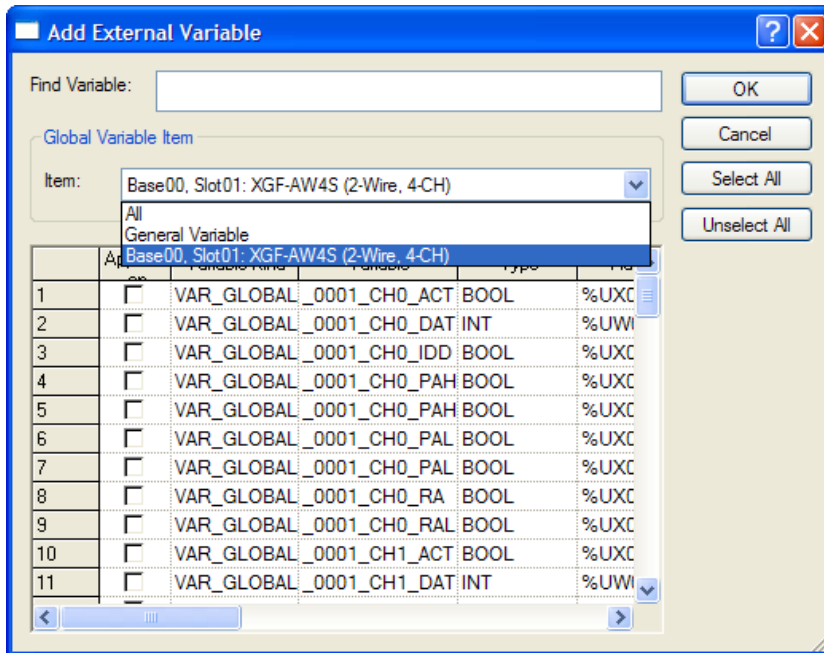 Add External Variable
Find Variable:
OK
Global Variable Item
Cancel
Item:
Base00, Slot01: XGF-AW4S (2-Wire, 4-CH)
Select All
All
General Variable
Unselect All
Base00, Slot01: XGF-AW4S (2-Wire, 4-CH)
1 VAR_GLOBAL _0001_CH0_ACT BOOL %UX0
2 VAR_GLOBAL _0001_CH0_DAT INT %UW
3 VAR_GLOBAL _0001_CH0_IDD BOOL %UX0
4 VAR_GLOBAL _0001_CH0_PAH BOOL %UX0
5 VAR_GLOBAL _0001_CH0_PAH BOOL %UX0
6 VAR_GLOBAL _0001_CH0_PAL BOOL %UX0
7 VAR_GLOBAL _0001_CH0_PAL BOOL %UX0
8 VAR_GLOBAL _0001_CH0_RA BOOL %UX0
9 VAR_GLOBAL _0001_CH0_RAL BOOL %UX0
10 VAR_GLOBAL _0001_CH1_ACT BOOL %UX0
11 VAR_GLOBAL _0001_CH1_DAT INT %UW